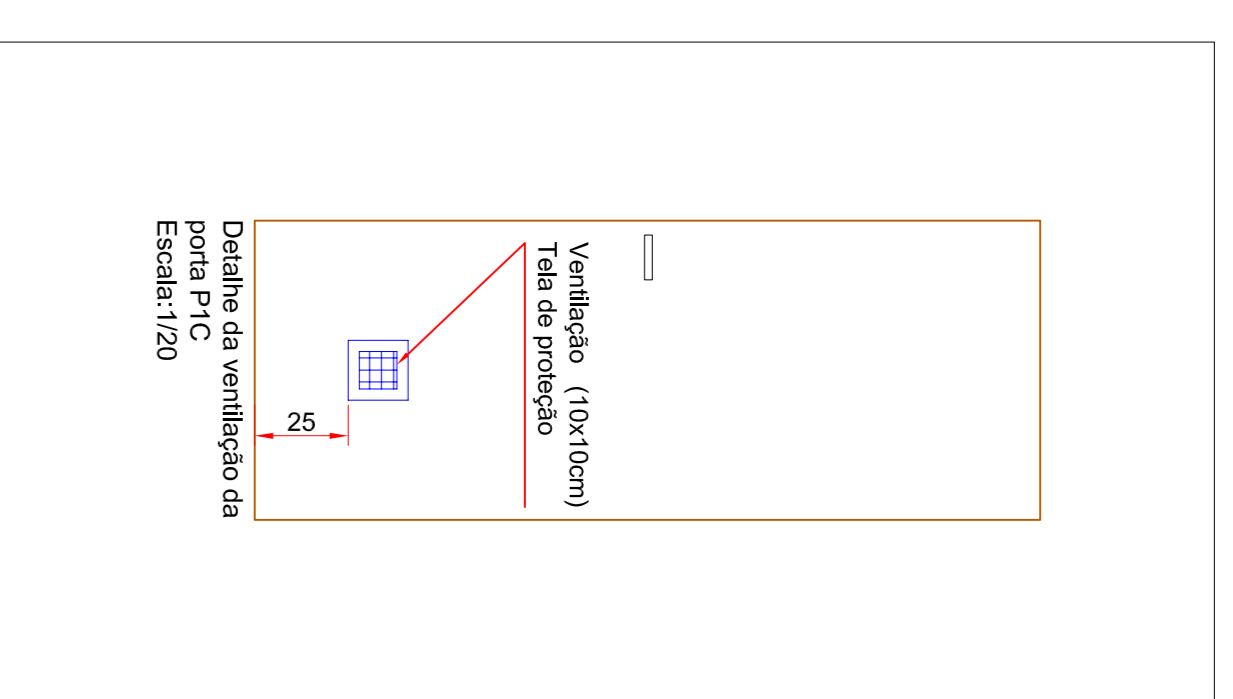 Ventilação (10x10cm)
Tela de proteção
25
Detalhe da ventilação da
porta P1C
Escala:1/20